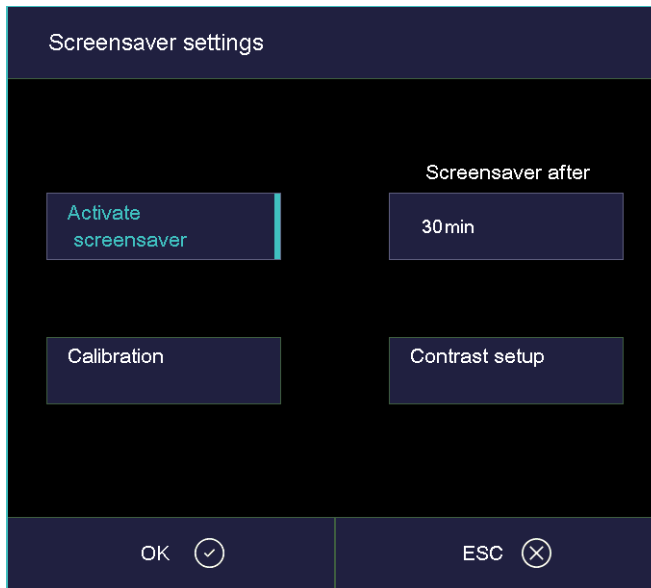 Screensaver settings
Screensaver after
Activate
screensaver
30min
Calibration
Contrast setup
OK
ESC